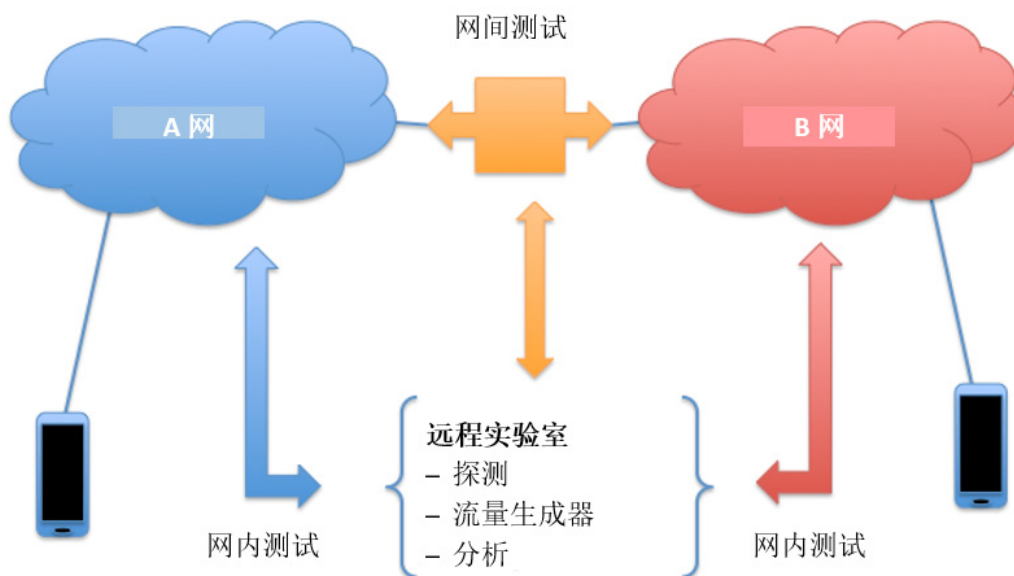 网间测试
A 网
B 网
远程实验室
– 探测
– 流量生成器
– 分析
网内测试
网内测试